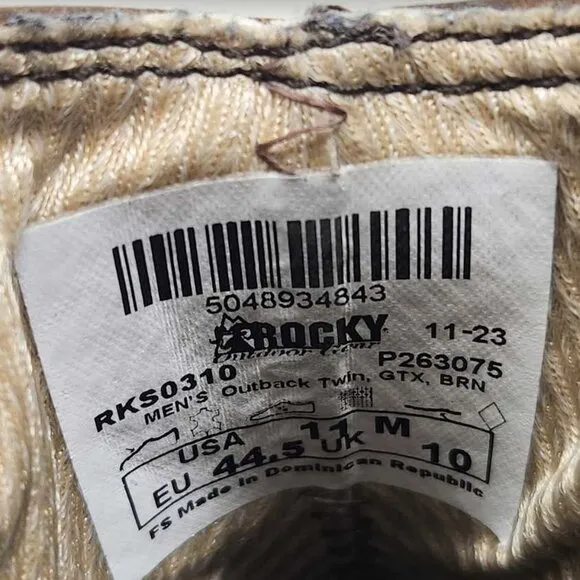 5048934843
ROCKY 11-23
Outdoor Gear
RKS0310 P263075
MEN'S Outback Twin, GTX, BRN
USA 11 M
EU 44.5 UK 10
FS Made in Dominican Republic